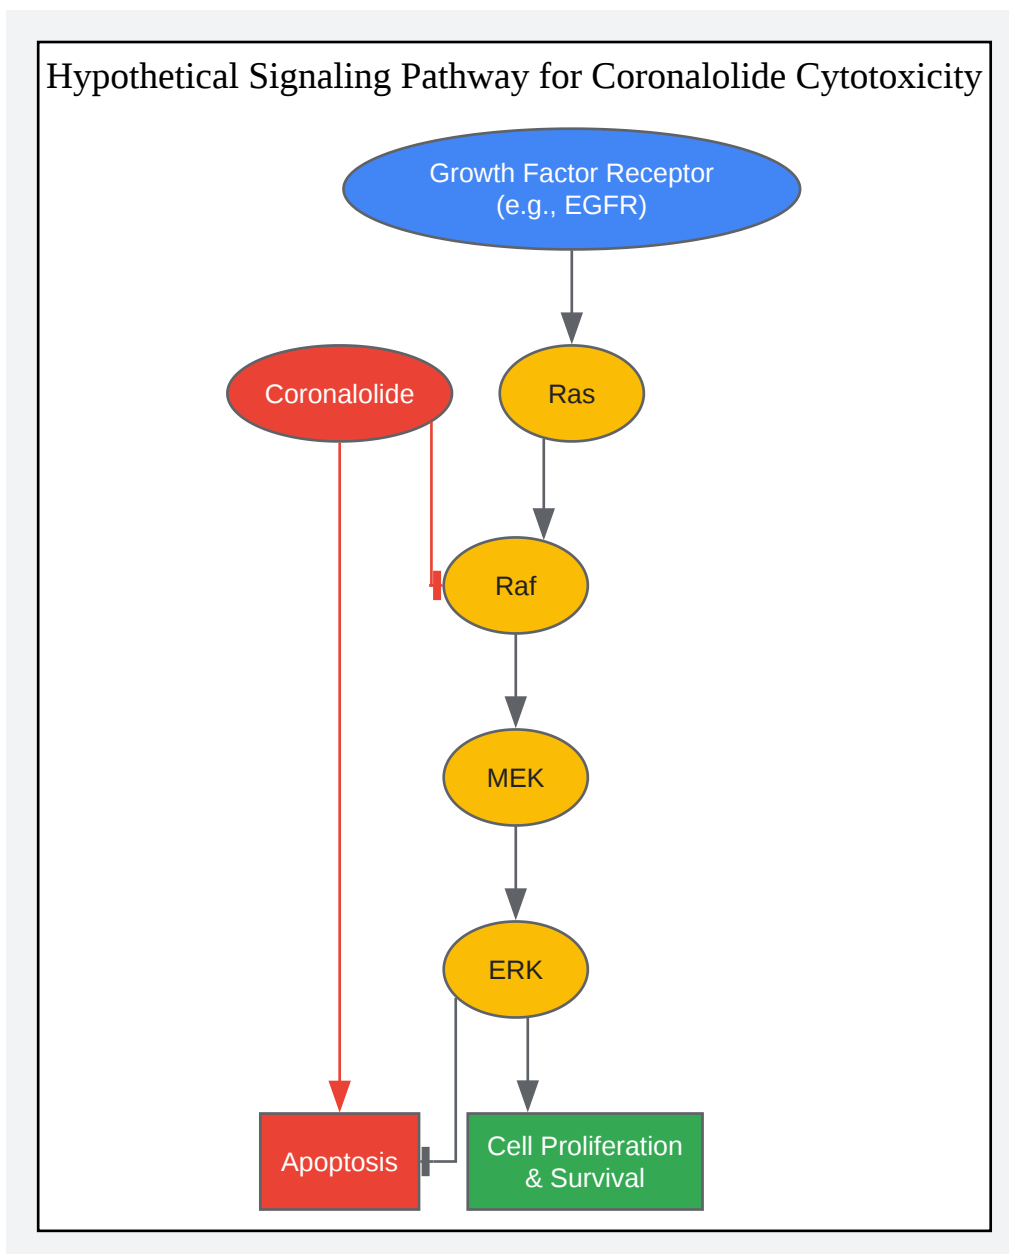 Hypothetical Signaling Pathway for Coronalolide Cytotoxicity
Growth Factor Receptor
(e.g., EGFR)
Coronalolide
Ras
Raf
MEK
ERK
Apoptosis
Cell Proliferation
& Survival